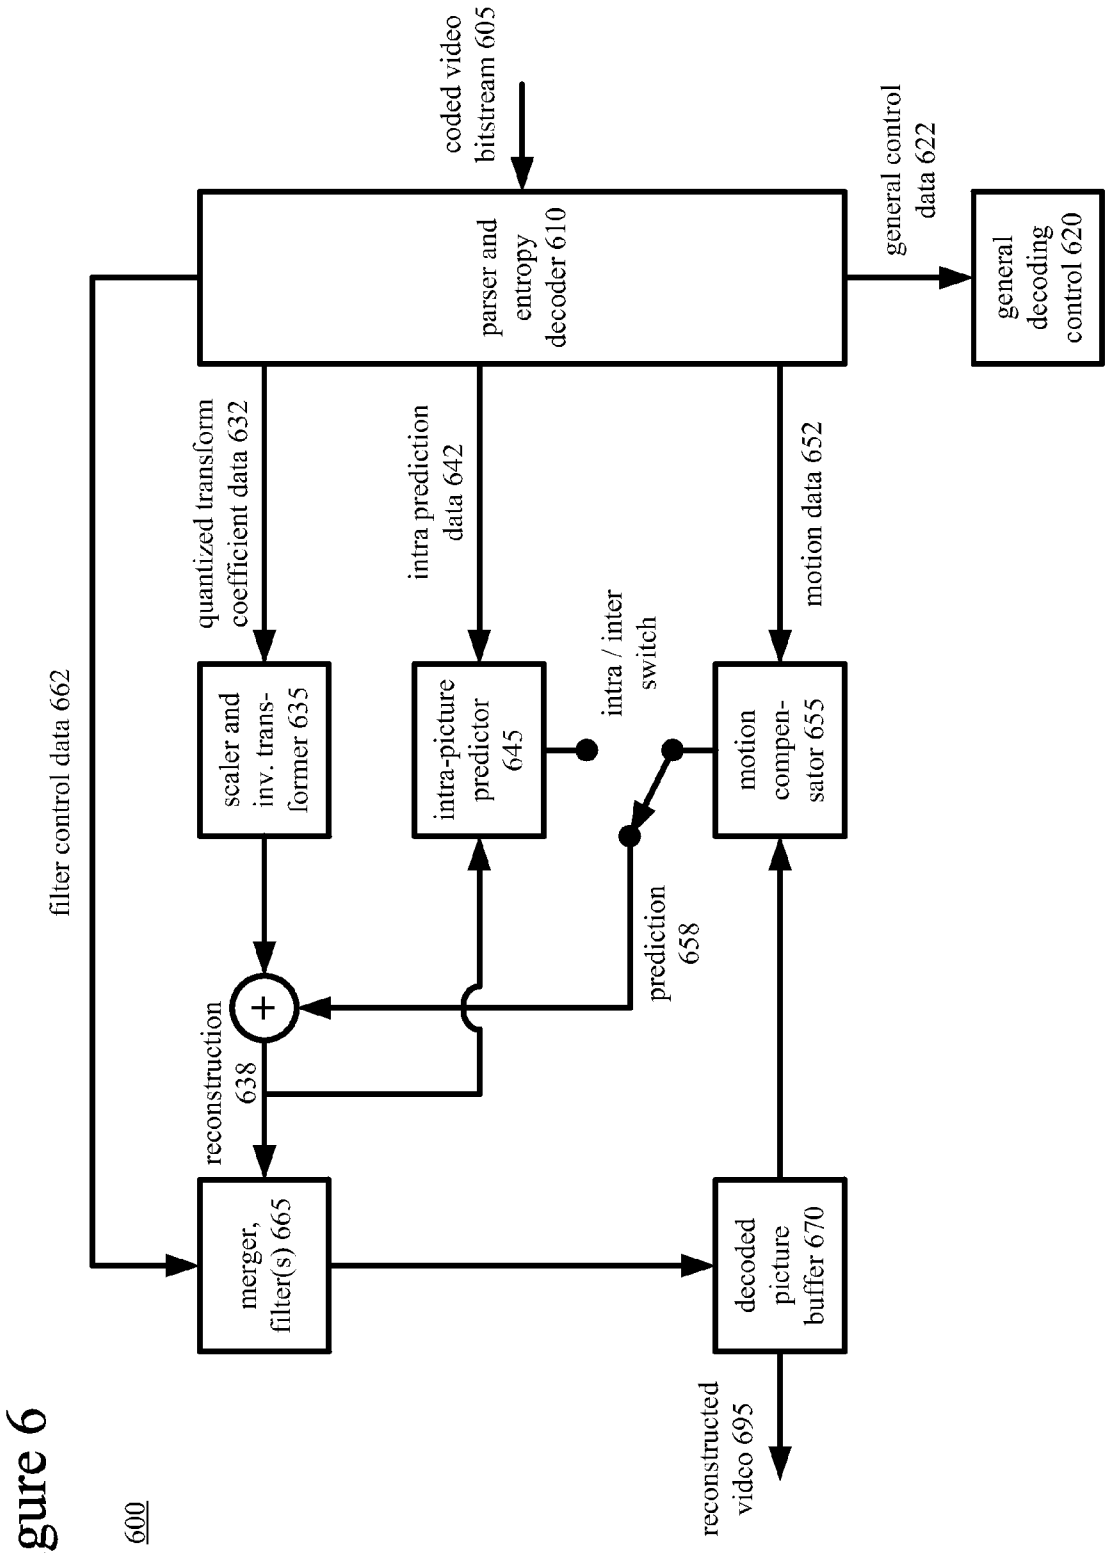 gure 6
600
filter control data 662
merger,
filter(s) 665
reconstruction
638
+
scaler and
inv. trans-
former 635
quantized transform
coefficient data 632
parser and
entropy
decoder 610
coded video
bitstream 605
intra-picture
predictor
645
intra prediction
data 642
intra / inter
switch
prediction
658
decoded
picture
buffer 670
motion
compen-
sator 655
motion data 652
reconstructed
video 695
general control
data 622
general
decoding
control 620